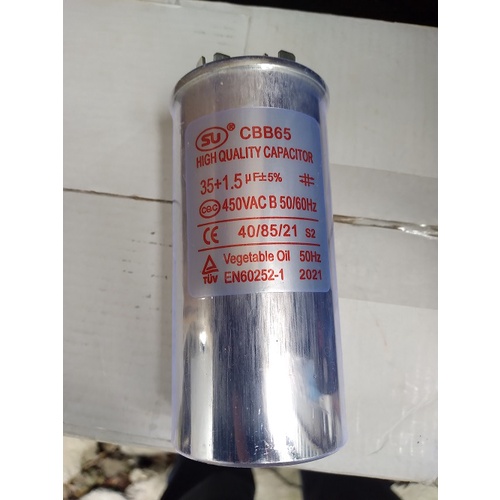 SU® CBB65
HIGH QUALITY CAPACITOR
35+1.5 µF±5%
CBC 450VAC B 50/60Hz
CE 40/85/21 S2
Vegetable Oil 50Hz
TÜV EN60252-1 2021